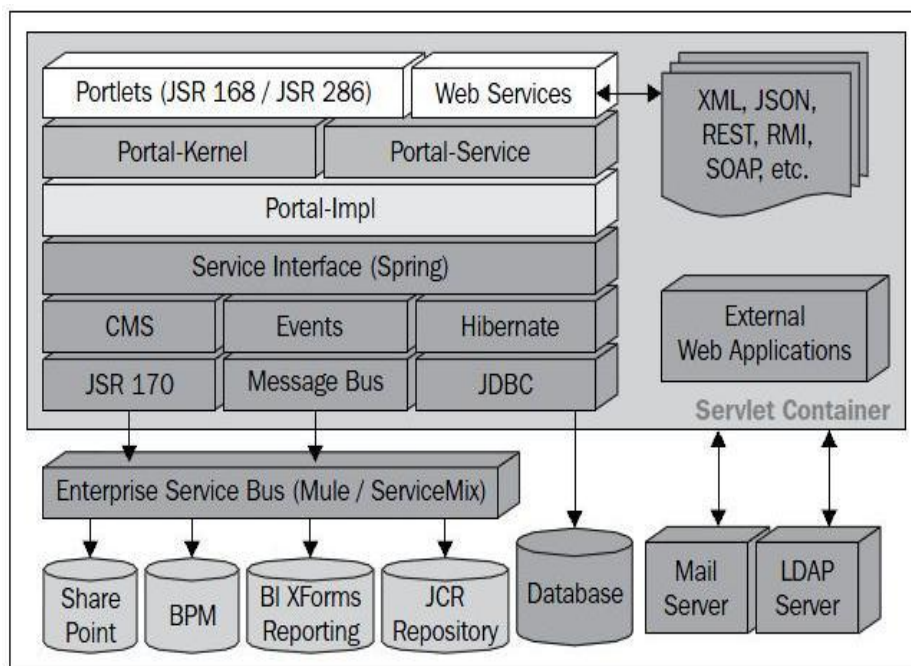 Portlets (JSR 168 / JSR 286)
Web Services
XML, JSON,
REST, RMI,
SOAP, etc.
Portal-Kernel
Portal-Service
Portal-Impl
Service Interface (Spring)
CMS
Events
Hibernate
External
Web Applications
JSR 170
Message Bus
JDBC
Servlet Container
Enterprise Service Bus (Mule / ServiceMix)
Share
Point
BPM
BI XForms
Reporting
JCR
Repository
Database
Mail
Server
LDAP
Server